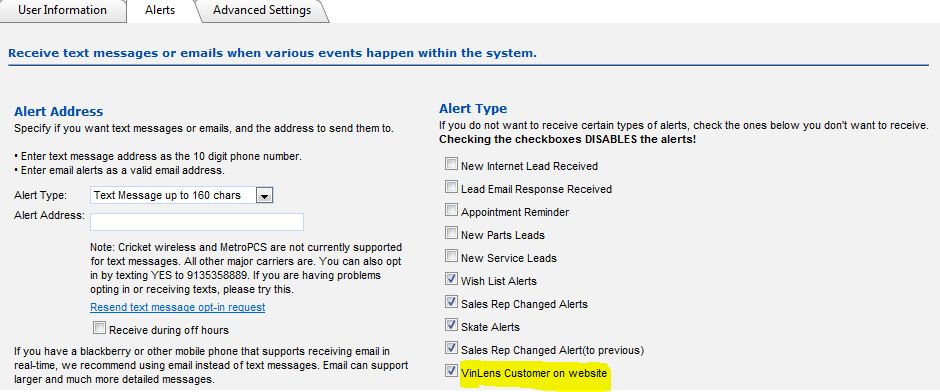 User Information
Alerts
Advanced Settings
Receive text messages or emails when various events happen within the system.
Alert Address
Specify if you want text messages or emails, and the address to send them to.
• Enter text message address as the 10 digit phone number.
• Enter email alerts as a valid email address.
Alert Type: Text Message up to 160 chars
Alert Address:
Note: Cricket wireless and MetroPCS are not currently supported
for text messages. All other major carriers are. You can also opt
in by texting YES to 9135358889. If you are having problems
opting in or receiving texts, please try this.
Resend text message opt-in request
Receive during off hours
If you have a blackberry or other mobile phone that supports receiving email in
real-time, we recommend using email instead of text messages. Email can support
larger and much more detailed messages.
Alert Type
If you do not want to receive certain types of alerts, check the ones below you don't want to receive.
Checking the checkboxes DISABLES the alerts!
New Internet Lead Received
Lead Email Response Received
Appointment Reminder
New Parts Leads
New Service Leads
Wish List Alerts
Sales Rep Changed Alerts
Skate Alerts
Sales Rep Changed Alert(to previous)
VinLens Customer on website